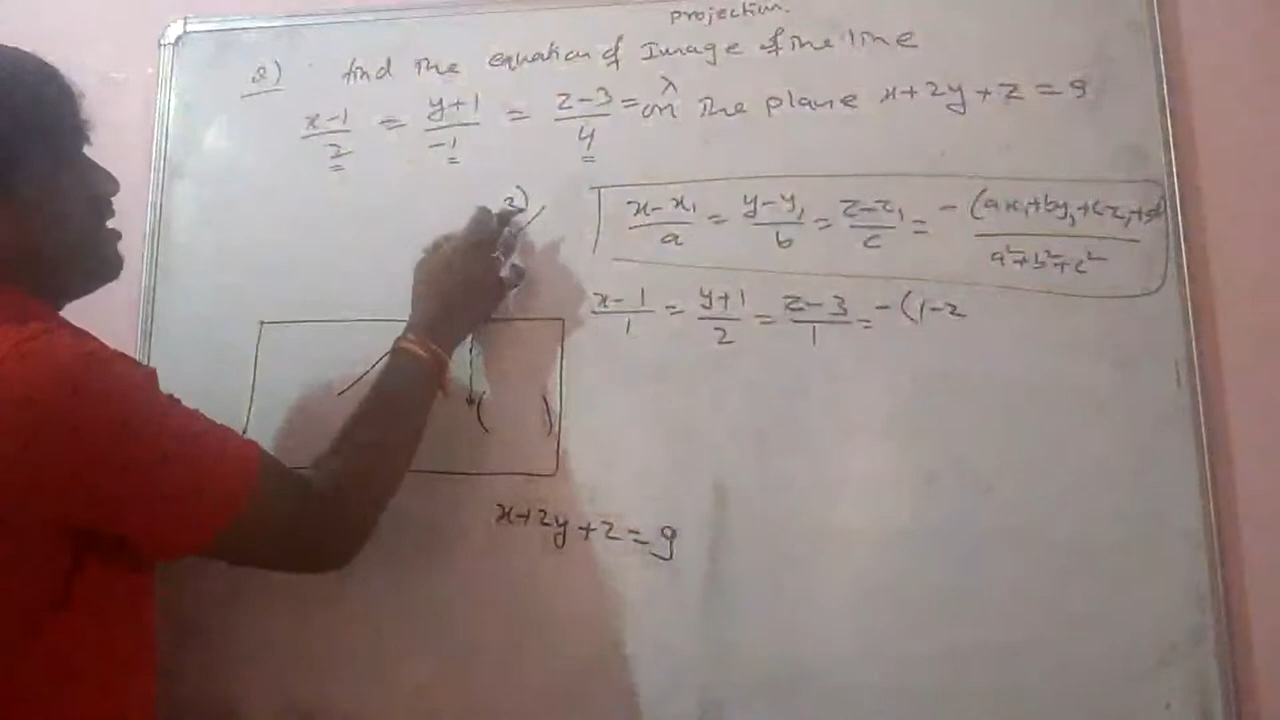 Projection.
2) find the equation of Image of the line
x-1/2 = y+1/-1 = z-3/4 = λ on the plane x+2y+z=9
3)
x-x₁/a = y-y₁/b = z-z₁/c = -(ax₁+by₁+cz₁+d)/a²+b²+c²
x-1/1 = y+1/2 = z-3/1 = -(1-2
( )
x+2y+z=9